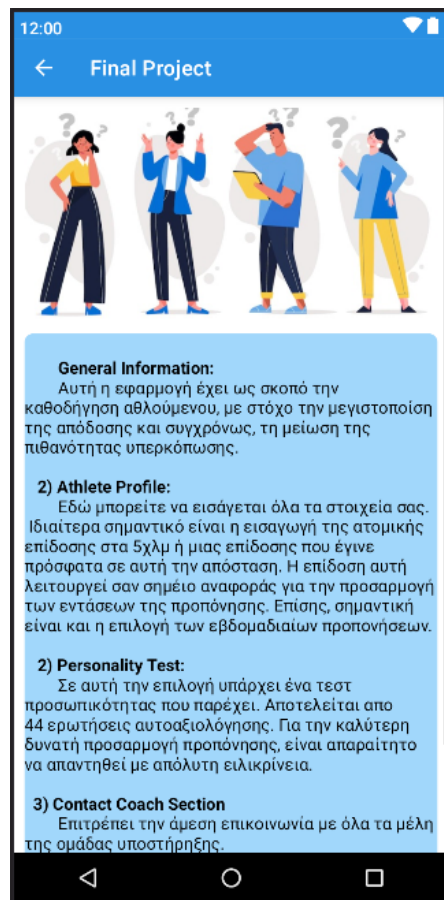 12:00
Final Project
? ? ? ? ? ? ? ?
General Information:
Αυτή η εφαρμογή έχει ως σκοπό την
καθοδήγηση αθλούμενου, με στόχο την μεγιστοποίση
της απόδοσης και συγχρόνως, τη μείωση της
πιθανότητας υπερκόπωσης.
2) Athlete Profile:
Εδώ μπορείτε να εισάγεται όλα τα στοιχεία σας.
Ιδιαίτερα σημαντικό είναι η εισαγωγή της ατομικής
επίδοσης στα 5χλμ ή μιας επίδοσης που έγινε
πρόσφατα σε αυτή την απόσταση. Η επίδοση αυτή
λειτουργεί σαν σημέιο αναφοράς για την προσαρμογή
των εντάσεων της προπόνησης. Επίσης, σημαντική
είναι και η επιλογή των εβδομαδιαίων προπονήσεων.
2) Personality Test:
Σε αυτή την επιλογή υπάρχει ένα τεστ
προσωπικότητας που παρέχει. Αποτελείται απο
44 ερωτήσεις αυτοαξιολόγησης. Για την καλύτερη
δυνατή προσαρμογή προπόνησης, είναι απαραίτητο
να απαντηθεί με απόλυτη ειλικρίνεια.
3) Contact Coach Section
Επιτρέπει την άμεση επικοινωνία με όλα τα μέλη
της ομάδας υποστήρηξης.